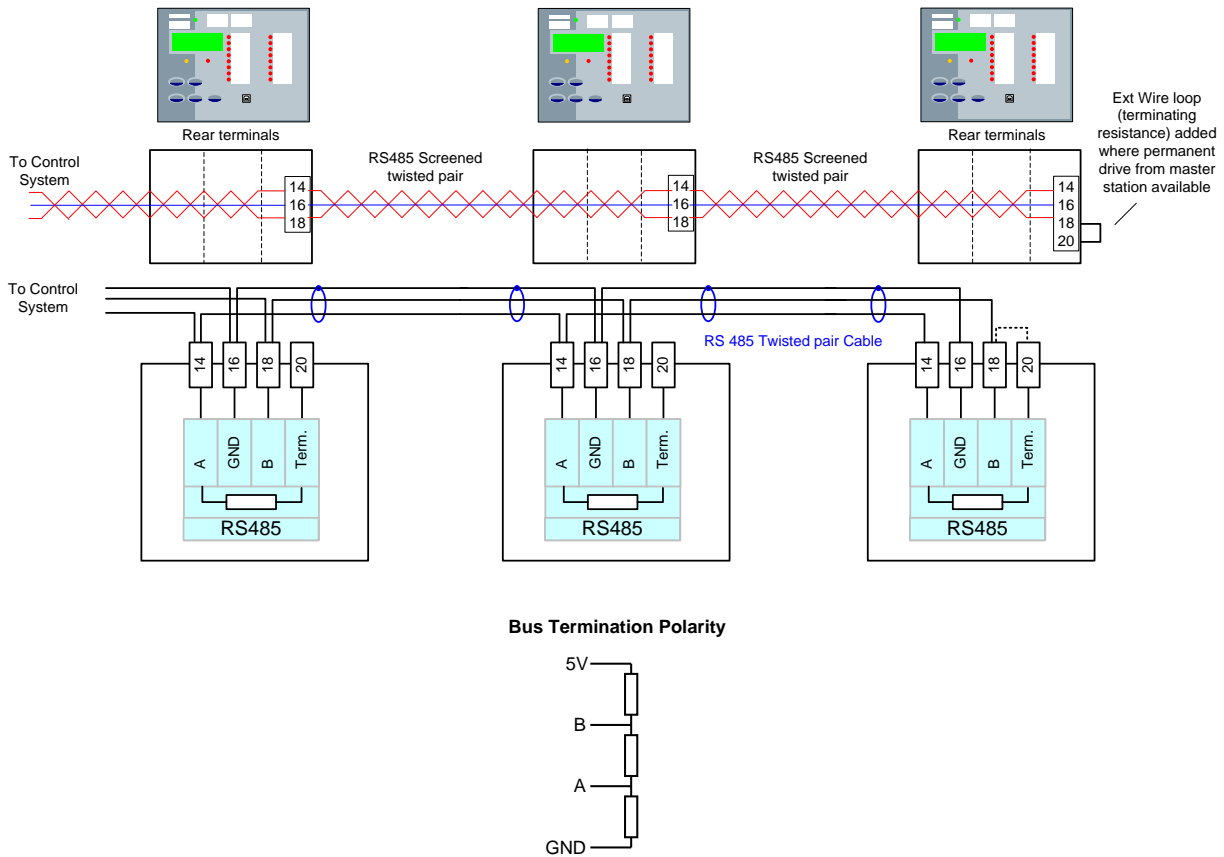 Rear terminals
Rear terminals
Ext Wire loop
(terminating
resistance) added
where permanent
drive from master
station available
To Control
System
RS485 Screened
twisted pair
RS485 Screened
twisted pair
14
16
18
14
16
18
14
16
18
20
To Control
System
RS 485 Twisted pair Cable
14
16
18
20
14
16
18
20
14
16
18
20
A
GND
B
Term.
A
GND
B
Term.
A
GND
B
Term.
RS485
RS485
RS485
Bus Termination Polarity
5V
B
A
GND